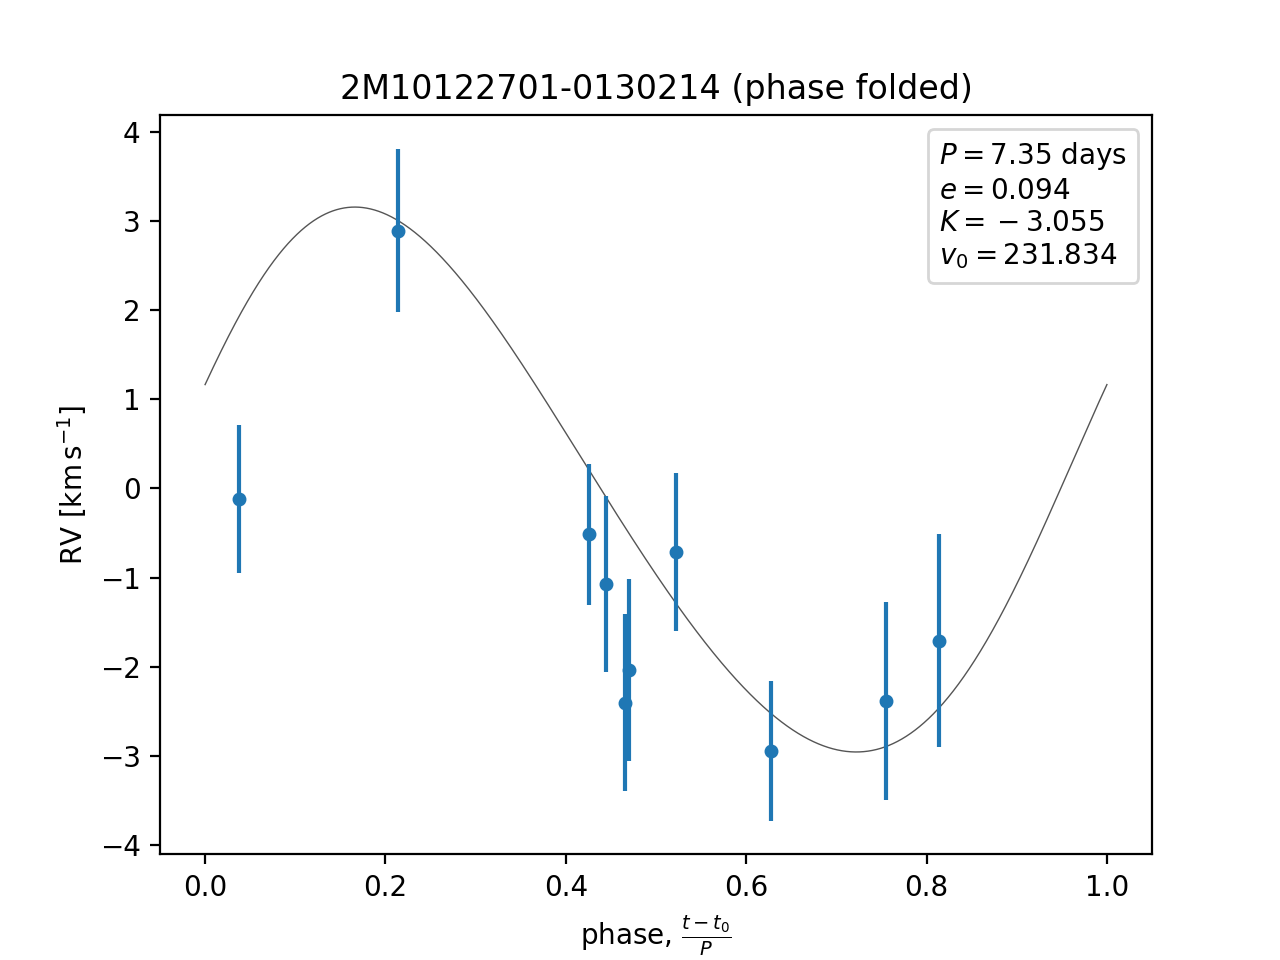 2M10122701-0130214 (phase folded)
P = 7.35 days
e = 0.094
K = −3.055
v₀ = 231.834
4
3
2
1
0
−1
−2
−3
−4
RV [km s⁻¹]
0.0 0.2 0.4 0.6 0.8 1.0
phase, (t − t₀)/P